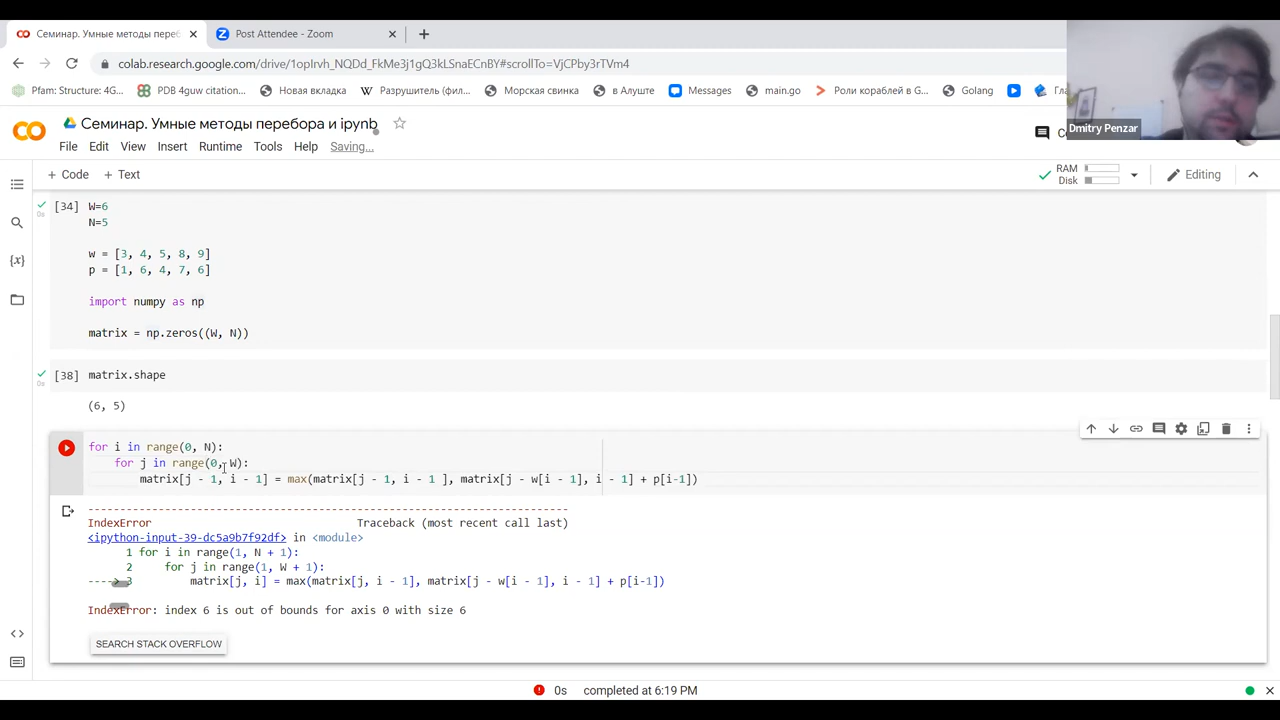 Семинар. Умные методы перебо
Post Attendee - Zoom
colab.research.google.com/drive/1opIrvh_NQDd_FkMe3j1gQ3kLSnaECnBY#scrollTo=VjCPby3rTVm4
Pfam: Structure: 4G...
PDB 4guw citation...
Новая вкладка
Разрушитель (фил...
Морская свинка
в Алуште
Messages
main.go
Роли кораблей в G...
Golang
Dmitry Penzar
Семинар. Умные методы перебора и ipynb
File Edit View Insert Runtime Tools Help Saving...
+ Code + Text
RAM
Disk
Editing
[34] W=6
0s
N=5
w = [3, 4, 5, 8, 9]
p = [1, 6, 4, 7, 6]
import numpy as np
matrix = np.zeros((W, N))
[38] matrix.shape
0s
(6, 5)
for i in range(0, N):
for j in range(0, W):
matrix[j - 1, i - 1] = max(matrix[j - 1, i - 1 ], matrix[j - w[i - 1], i - 1] + p[i-1])
---------------------------------------------------------------------------
IndexError Traceback (most recent call last)
<ipython-input-39-dc5a9b7f92df> in <module>
1 for i in range(1, N + 1):
2 for j in range(1, W + 1):
----> 3 matrix[j, i] = max(matrix[j, i - 1], matrix[j - w[i - 1], i - 1] + p[i-1])
IndexError: index 6 is out of bounds for axis 0 with size 6
SEARCH STACK OVERFLOW
0s completed at 6:19 PM